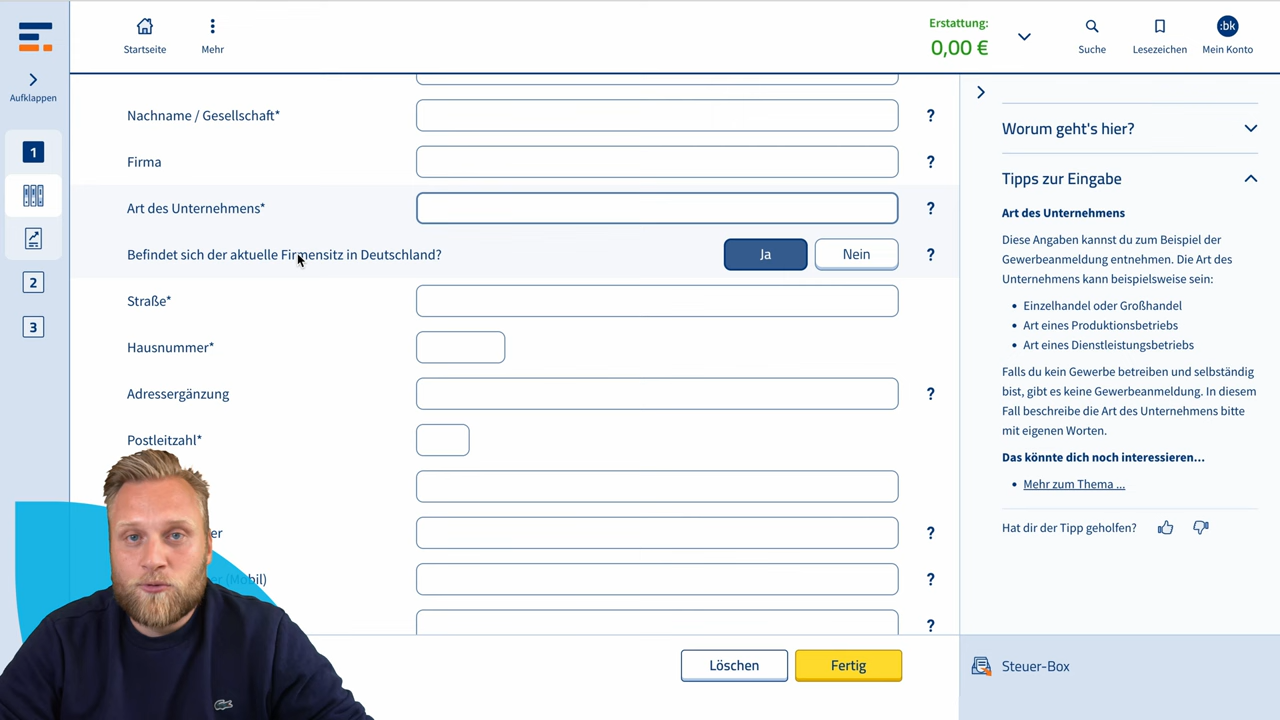 Startseite
Mehr
Erstattung:
0,00 €
Suche
:bk
Lesezeichen
Mein Konto
Aufklappen
1
2
3
Nachname / Gesellschaft*
?
Firma
?
Art des Unternehmens*
?
Befindet sich der aktuelle Firmensitz in Deutschland?
Ja
Nein
?
Straße*
Hausnummer*
Adressergänzung
?
Postleitzahl*
er
?
(Mobil)
?
?
Löschen
Fertig
Worum geht's hier?
Tipps zur Eingabe
Art des Unternehmens
Diese Angaben kannst du zum Beispiel der
Gewerbeanmeldung entnehmen. Die Art des
Unternehmens kann beispielsweise sein:
• Einzelhandel oder Großhandel
• Art eines Produktionsbetriebs
• Art eines Dienstleistungsbetriebs
Falls du kein Gewerbe betreiben und selbständig
bist, gibt es keine Gewerbeanmeldung. In diesem
Fall beschreibe die Art des Unternehmens bitte
mit eigenen Worten.
Das könnte dich noch interessieren...
• Mehr zum Thema ...
Hat dir der Tipp geholfen?
Steuer-Box